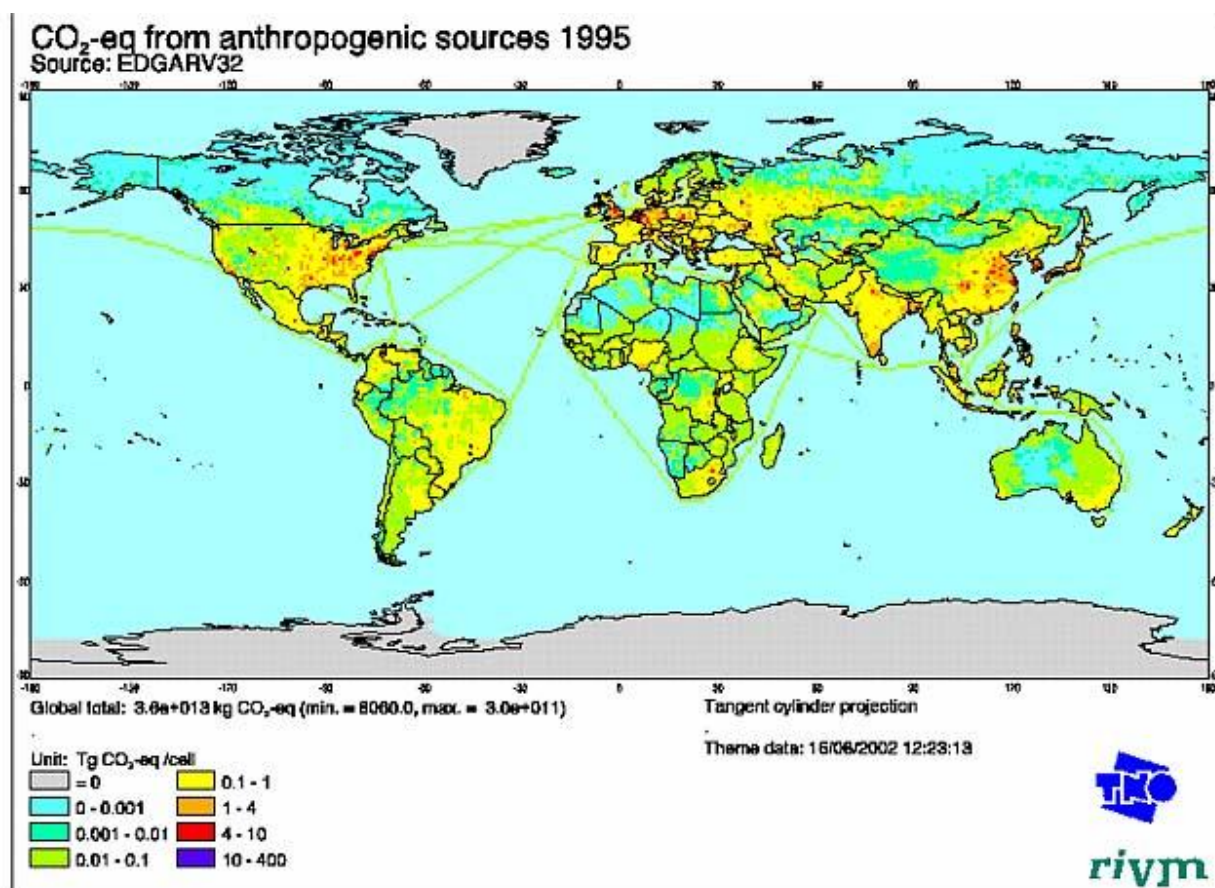 CO₂-eq from anthropogenic sources 1995
Source: EDGARV32
Global total: 3.6e+013 kg CO₂-eq (min. = 8060.0, max. = 3.0e+011)
Tangent cylinder projection
Theme data: 16/06/2002 12:23:13
Unit: Tg CO₂-eq /cell
= 0
0 - 0.001
0.001 - 0.01
0.01 - 0.1
0.1 - 1
1 - 4
4 - 10
10 - 400
TNO
rivm